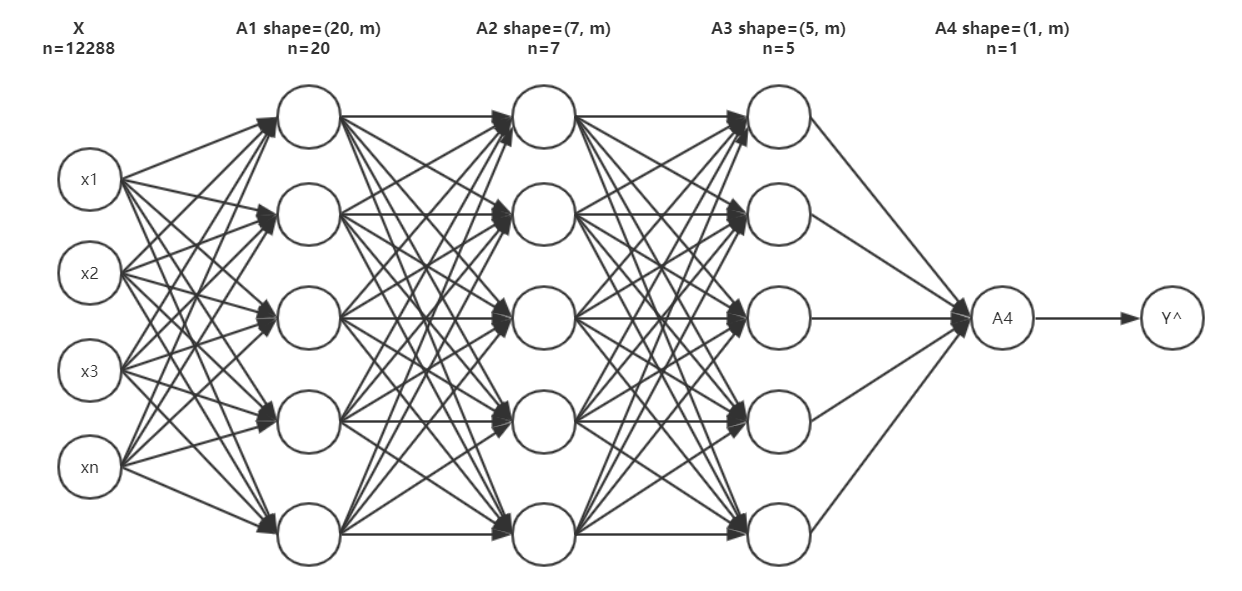 X
n=12288
A1 shape=(20, m)
n=20
A2 shape=(7, m)
n=7
A3 shape=(5, m)
n=5
A4 shape=(1, m)
n=1
x1
x2
x3
xn
A4
Y^